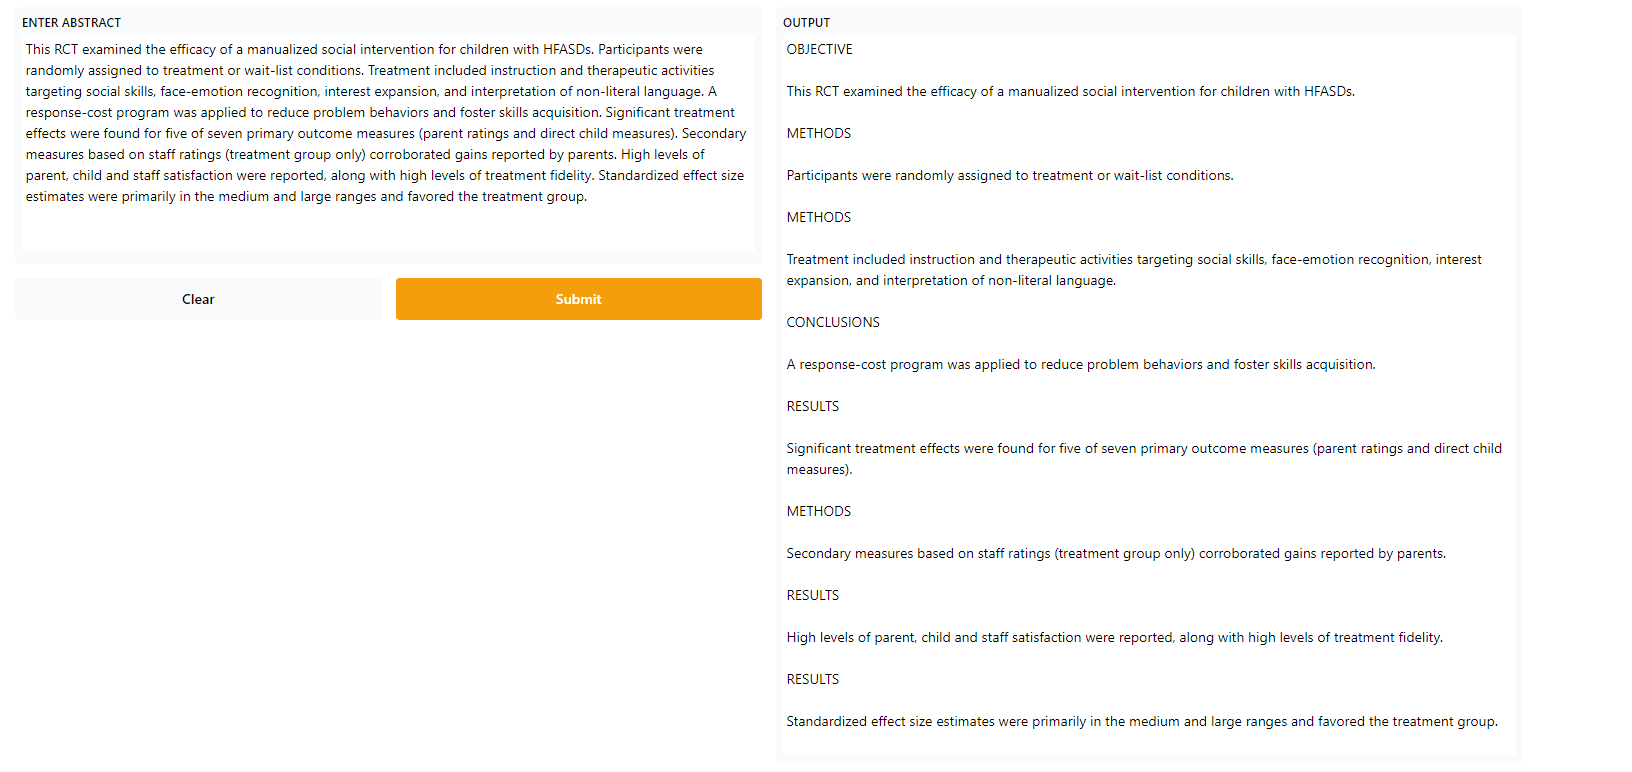 ENTER ABSTRACT
This RCT examined the efficacy of a manualized social intervention for children with HFASDs. Participants were
randomly assigned to treatment or wait-list conditions. Treatment included instruction and therapeutic activities
targeting social skills, face-emotion recognition, interest expansion, and interpretation of non-literal language. A
response-cost program was applied to reduce problem behaviors and foster skills acquisition. Significant treatment
effects were found for five of seven primary outcome measures (parent ratings and direct child measures). Secondary
measures based on staff ratings (treatment group only) corroborated gains reported by parents. High levels of
parent, child and staff satisfaction were reported, along with high levels of treatment fidelity. Standardized effect size
estimates were primarily in the medium and large ranges and favored the treatment group.
Clear
Submit
OUTPUT
OBJECTIVE
This RCT examined the efficacy of a manualized social intervention for children with HFASDs.
METHODS
Participants were randomly assigned to treatment or wait-list conditions.
METHODS
Treatment included instruction and therapeutic activities targeting social skills, face-emotion recognition, interest
expansion, and interpretation of non-literal language.
CONCLUSIONS
A response-cost program was applied to reduce problem behaviors and foster skills acquisition.
RESULTS
Significant treatment effects were found for five of seven primary outcome measures (parent ratings and direct child
measures).
METHODS
Secondary measures based on staff ratings (treatment group only) corroborated gains reported by parents.
RESULTS
High levels of parent, child and staff satisfaction were reported, along with high levels of treatment fidelity.
RESULTS
Standardized effect size estimates were primarily in the medium and large ranges and favored the treatment group.